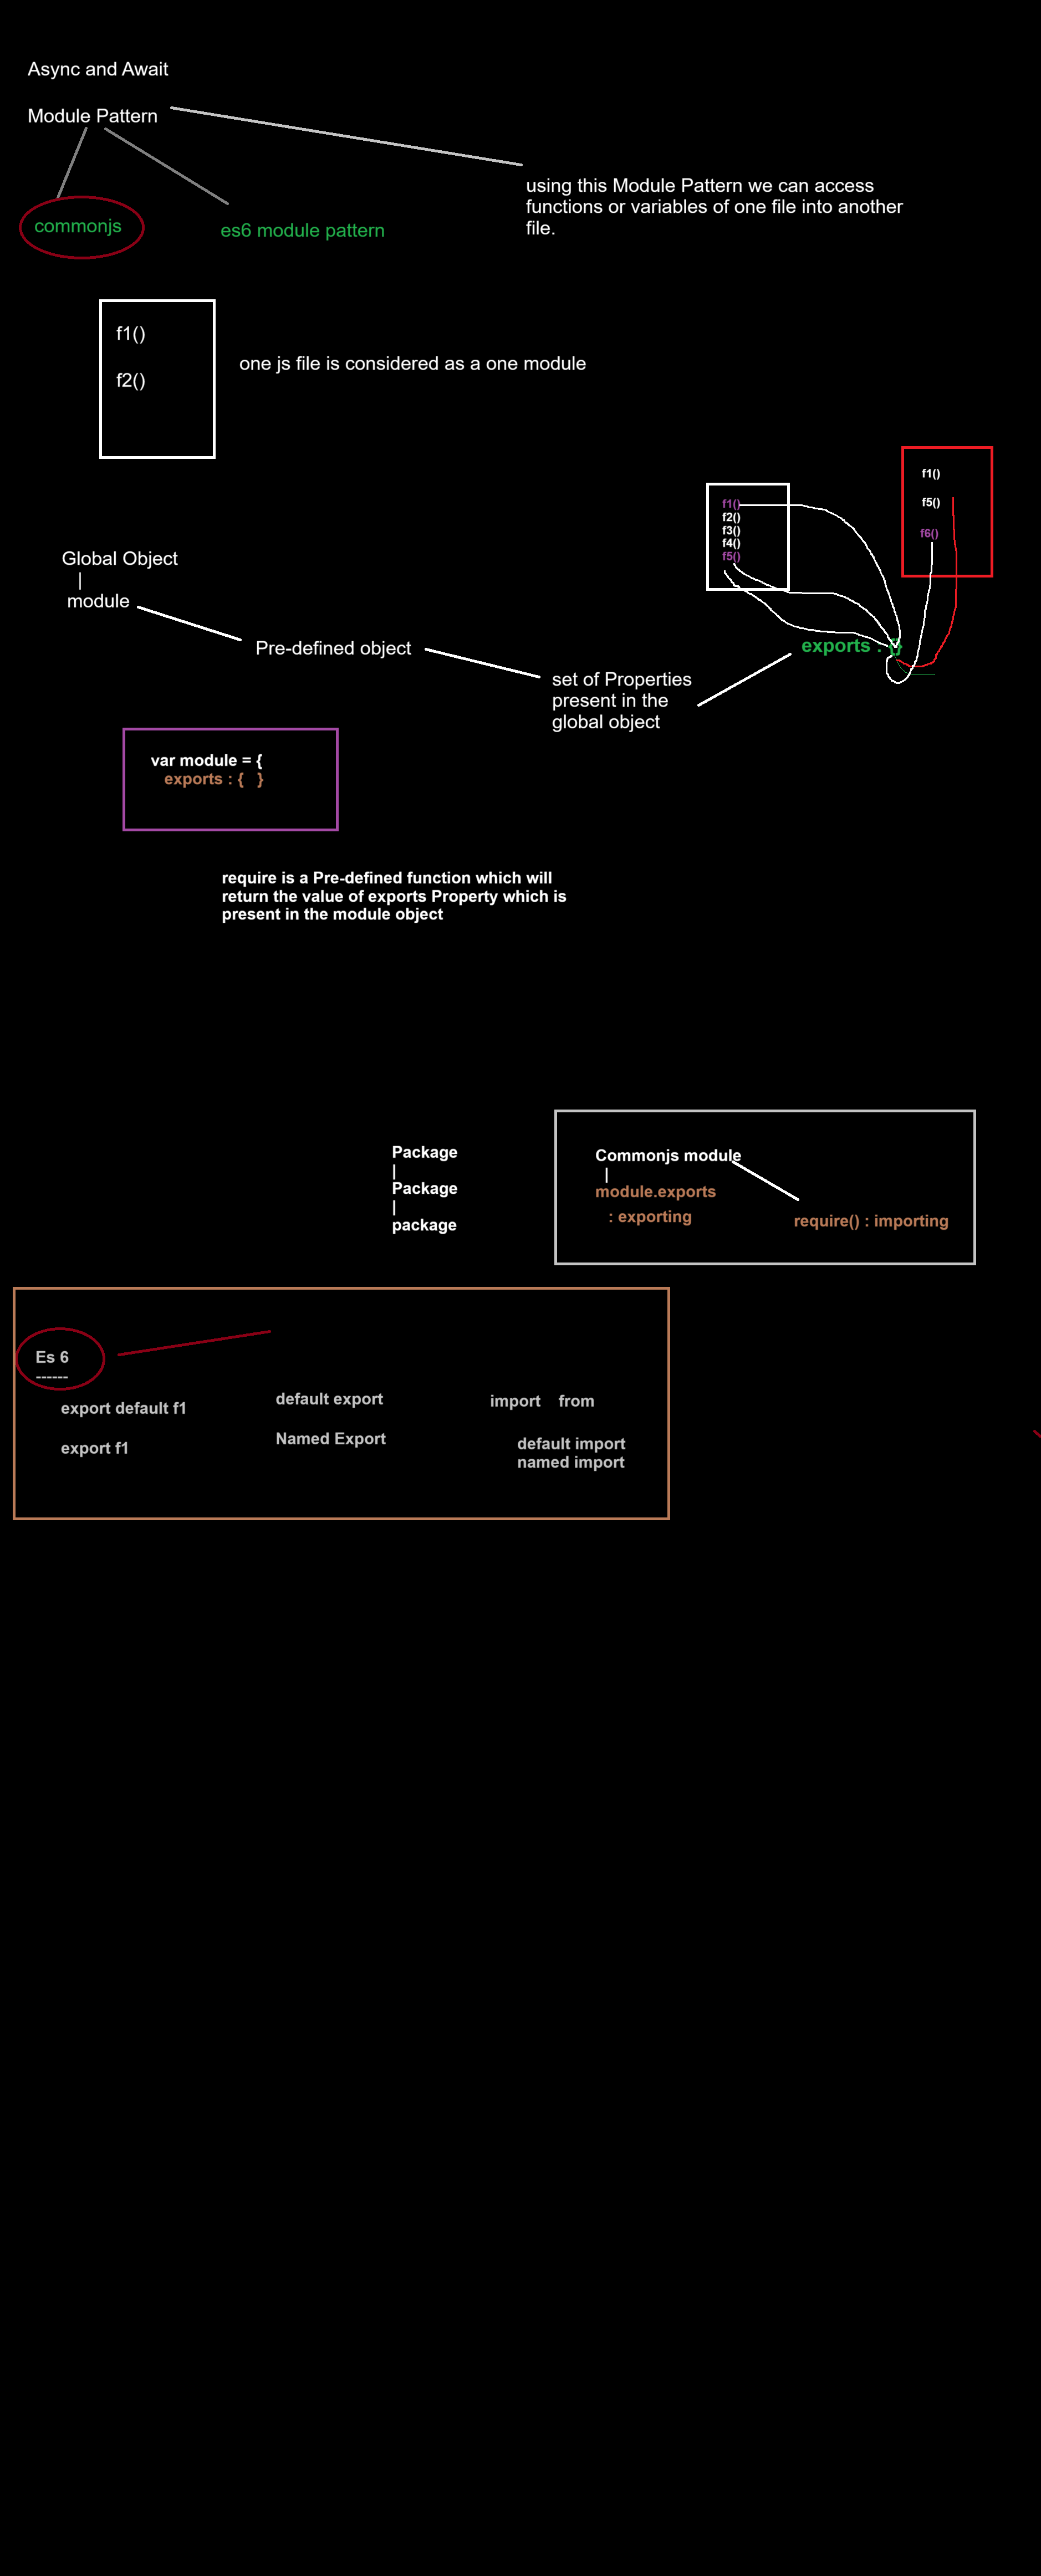 Async and Await
Module Pattern
commonjs
es6 module pattern
using this Module Pattern we can access
functions or variables of one file into another
file.
f1()
f2()
one js file is considered as a one module
f1()
f2()
f3()
f4()
f5()
f1()
f5()
f6()
Global Object
|
module
Pre-defined object
set of Properties
present in the
global object
exports : {}
var module = {
exports : {   }
require is a Pre-defined function which will
return the value of exports Property which is
present in the module object
Package
|
Package
|
package
Commonjs module
|
module.exports
: exporting
require() : importing
Es 6
------
export default f1
export f1
default export
Named Export
import    from
default import
named import